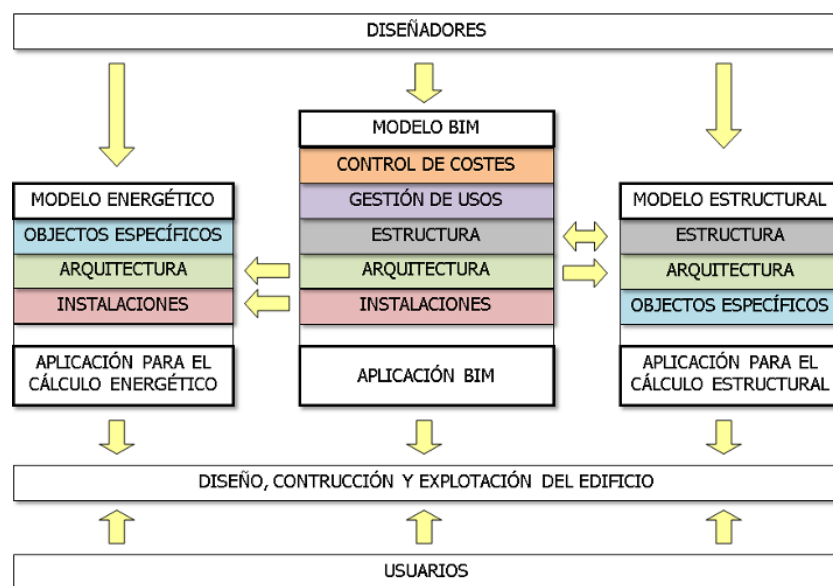 DISEÑADORES
MODELO BIM
CONTROL DE COSTES
GESTIÓN DE USOS
ESTRUCTURA
ARQUITECTURA
INSTALACIONES
APLICACIÓN BIM
MODELO ENERGÉTICO
OBJECTOS ESPECÍFICOS
ARQUITECTURA
INSTALACIONES
APLICACIÓN PARA EL
CÁLCULO ENERGÉTICO
MODELO ESTRUCTURAL
ESTRUCTURA
ARQUITECTURA
OBJECTOS ESPECÍFICOS
APLICACIÓN PARA EL
CÁLCULO ESTRUCTURAL
DISEÑO, CONTRUCCIÓN Y EXPLOTACIÓN DEL EDIFICIO
USUARIOS